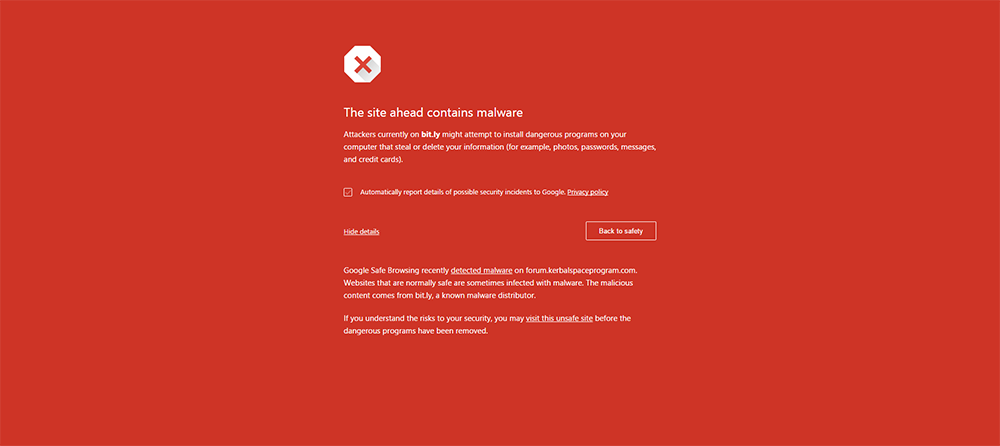 The site ahead contains malware
Attackers currently on bit.ly might attempt to install dangerous programs on your
computer that steal or delete your information (for example, photos, passwords, messages,
and credit cards).
Automatically report details of possible security incidents to Google. Privacy policy
Hide details
Back to safety
Google Safe Browsing recently detected malware on forum.kerbalspaceprogram.com.
Websites that are normally safe are sometimes infected with malware. The malicious
content comes from bit.ly, a known malware distributor.
If you understand the risks to your security, you may visit this unsafe site before the
dangerous programs have been removed.